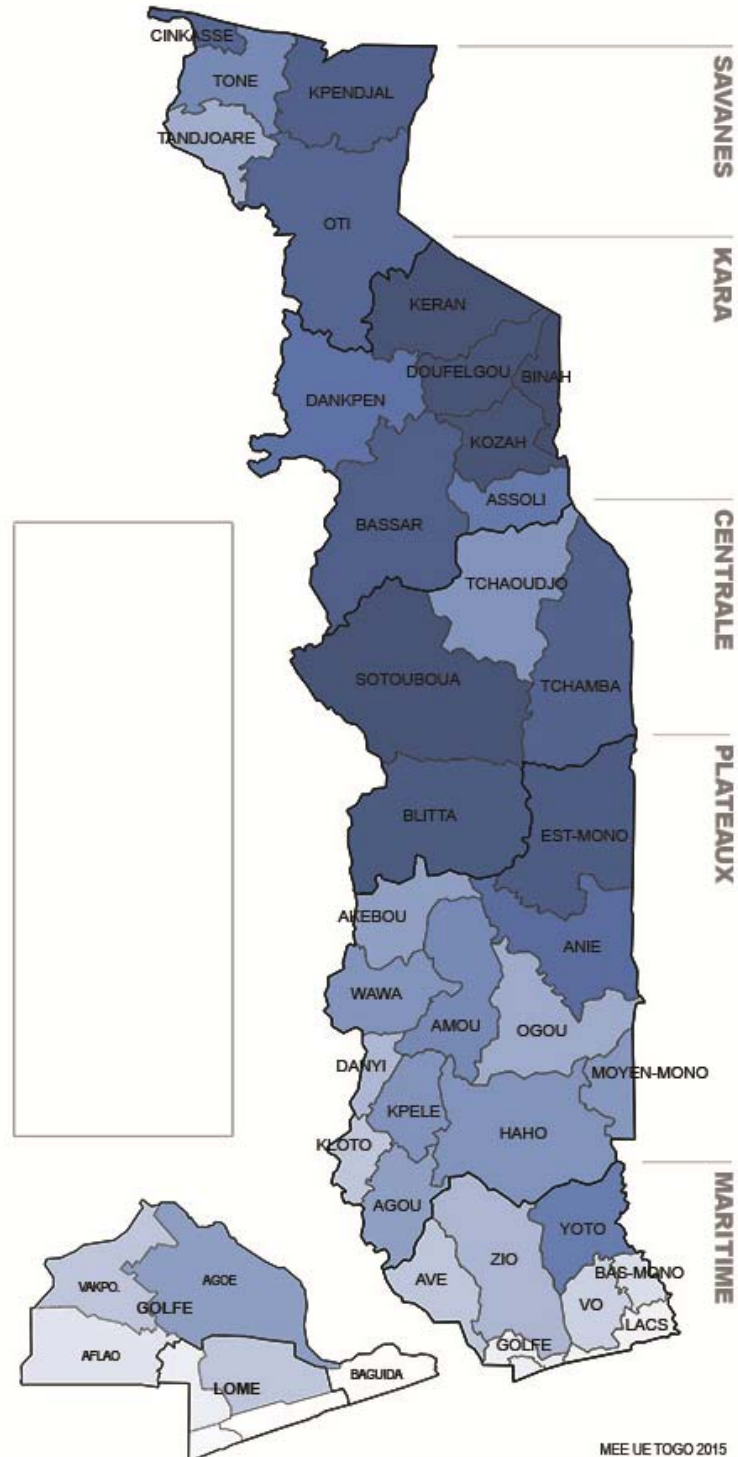 CINKASSE
TONE
KPENDJAL
TANDJOARE
OTI
SAVANES
KERAN
DOUFELGOU
BINAH
DANKPEN
KOZAH
ASSOLI
BASSAR
KARA
TCHAOUDJO
SOTOUBOUA
TCHAMBA
BLITTA
CENTRALE
EST-MONO
AKEBOU
ANIE
WAWA
AMOU
OGOU
DANYI
MOYEN-MONO
KPELE
HAHO
KLOTO
AGOU
PLATEAUX
YOTO
ZIO
AVE
BAS-MONO
VO
LACS
GOLFE
MARITIME
VAKPO.
AGOE
GOLFE
AFLAO
LOME
BAGUIDA
MEE UE TOGO 2015